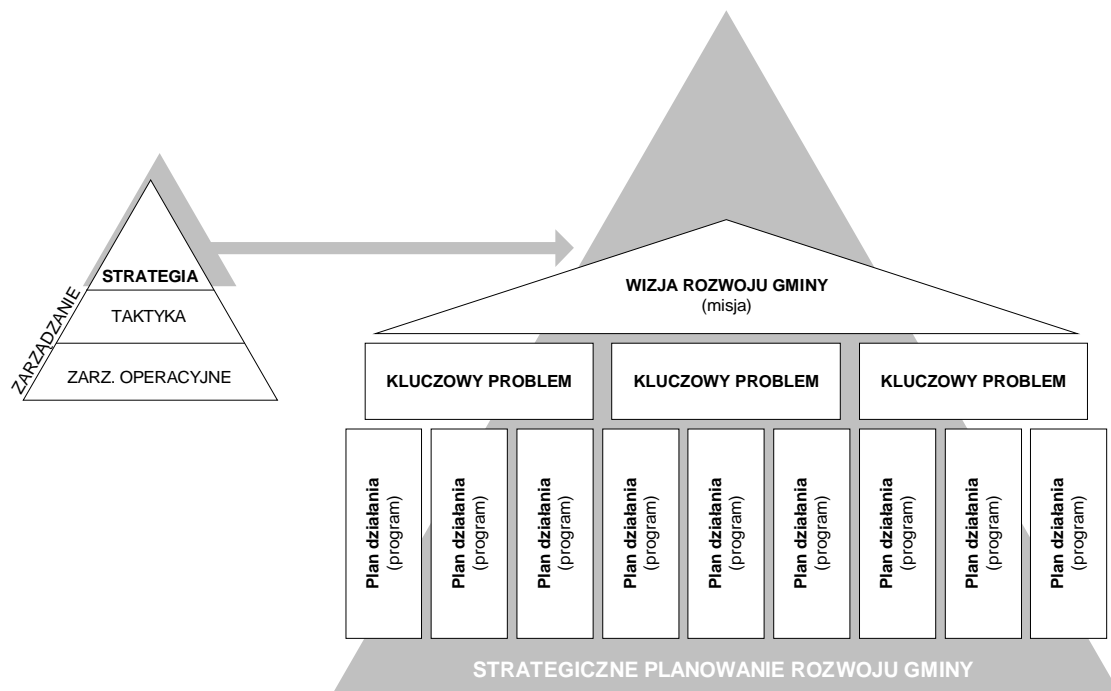 STRATEGIA
TAKTYKA
ZARZ. OPERACYJNE
ZARZĄDZANIE
WIZJA ROZWOJU GMINY
(misja)
KLUCZOWY PROBLEM
KLUCZOWY PROBLEM
KLUCZOWY PROBLEM
Plan działania
(program)
Plan działania
(program)
Plan działania
(program)
Plan działania
(program)
Plan działania
(program)
Plan działania
(program)
Plan działania
(program)
Plan działania
(program)
Plan działania
(program)
STRATEGICZNE PLANOWANIE ROZWOJU GMINY